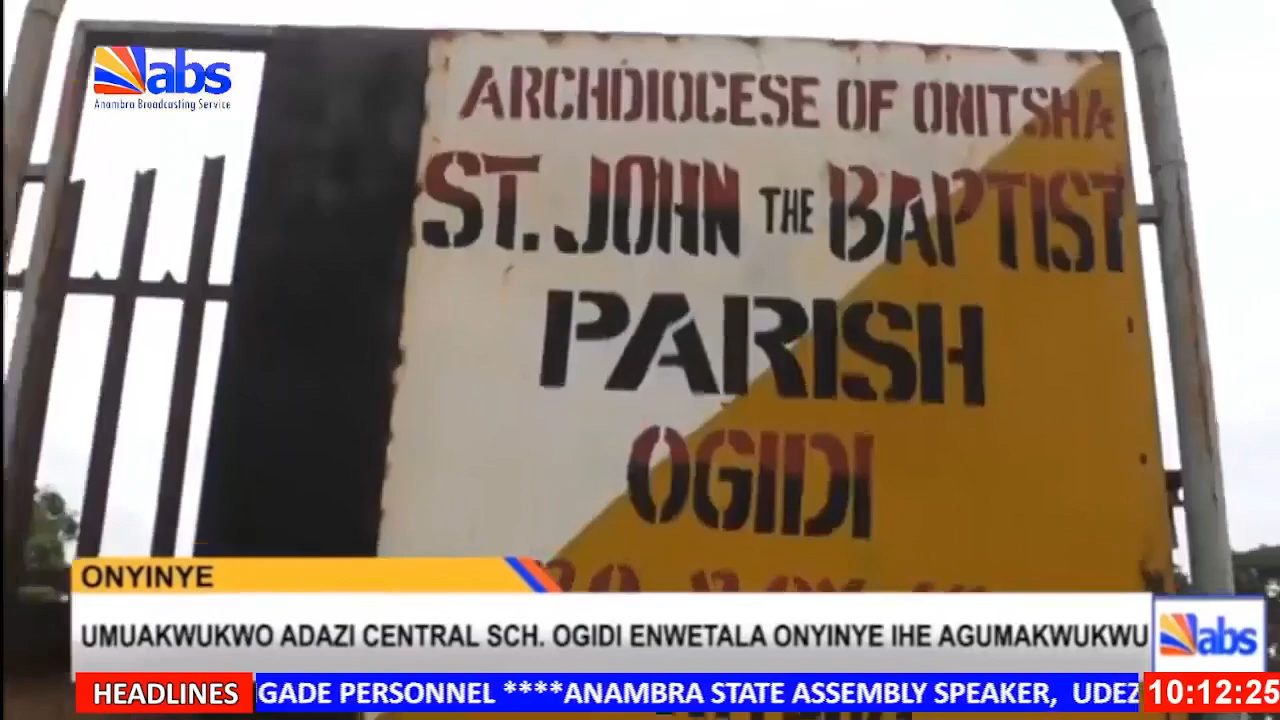 abs
Anambra Broadcasting Service
ARCHDIOCESE OF ONITSHA
ST. JOHN THE BAPTIST
PARISH
OGIDI
ONYINYE
UMUAKWUKWO ADAZI CENTRAL SCH. OGIDI ENWETALA ONYINYE IHE AGUMAKWUKWU
abs
HEADLINES GADE PERSONNEL ****ANAMBRA STATE ASSEMBLY SPEAKER, UDEZ 10:12:25